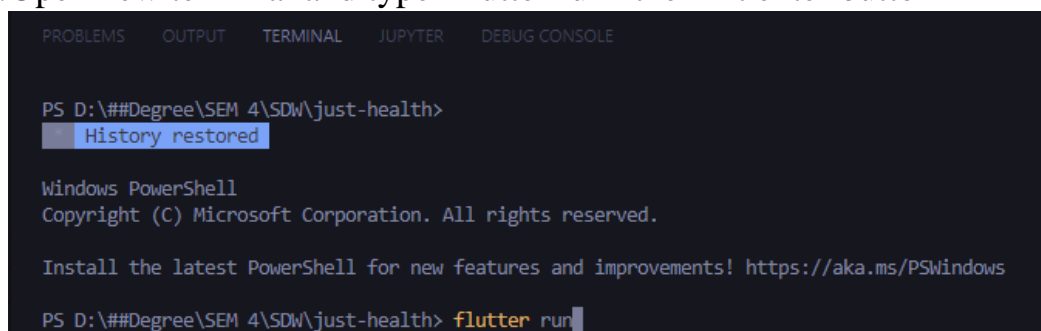 PROBLEMS OUTPUT TERMINAL JUPYTER DEBUG CONSOLE
PS D:\##Degree\SEM 4\SDW\just-health>
* History restored
Windows PowerShell
Copyright (C) Microsoft Corporation. All rights reserved.
Install the latest PowerShell for new features and improvements! https://aka.ms/PSWindows
PS D:\##Degree\SEM 4\SDW\just-health> flutter run